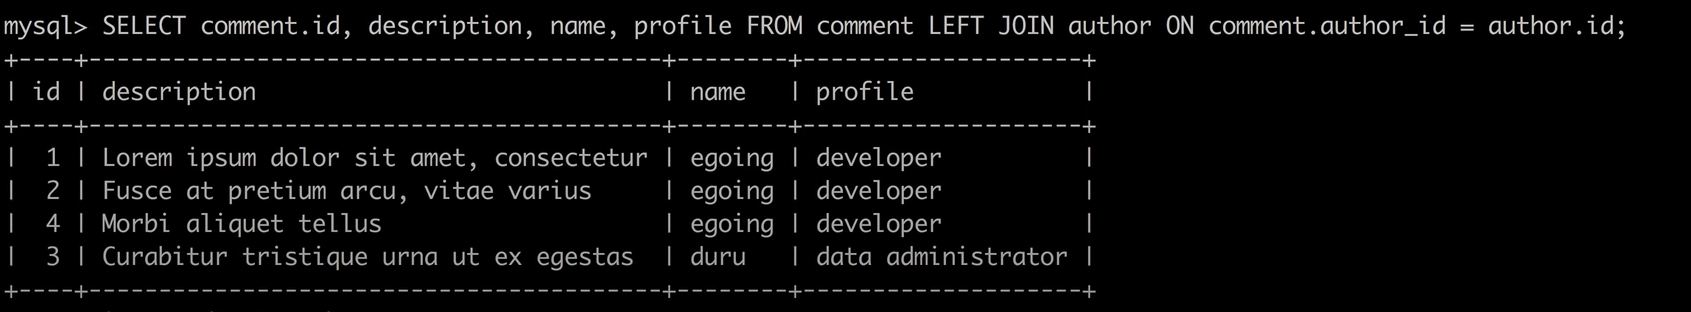 mysql> SELECT comment.id, description, name, profile FROM comment LEFT JOIN author ON comment.author_id = author.id;
+----+-----------------------------------------+--------+--------------------+
| id | description                             | name   | profile            |
+----+-----------------------------------------+--------+--------------------+
|  1 | Lorem ipsum dolor sit amet, consectetur | egoing | developer          |
|  2 | Fusce at pretium arcu, vitae varius     | egoing | developer          |
|  4 | Morbi aliquet tellus                    | egoing | developer          |
|  3 | Curabitur tristique urna ut ex egestas  | duru   | data administrator |
+----+-----------------------------------------+--------+--------------------+